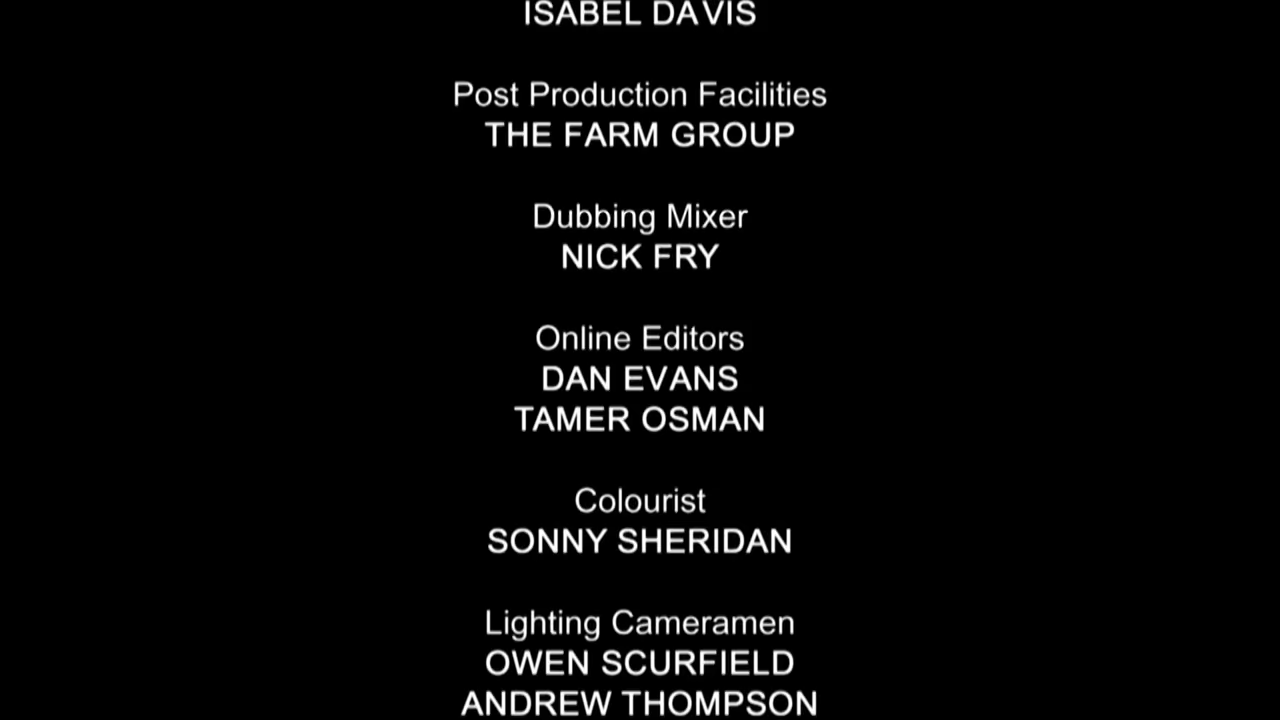 ISABEL DAVIS
Post Production Facilities
THE FARM GROUP
Dubbing Mixer
NICK FRY
Online Editors
DAN EVANS
TAMER OSMAN
Colourist
SONNY SHERIDAN
Lighting Cameramen
OWEN SCURFIELD
ANDREW THOMPSON